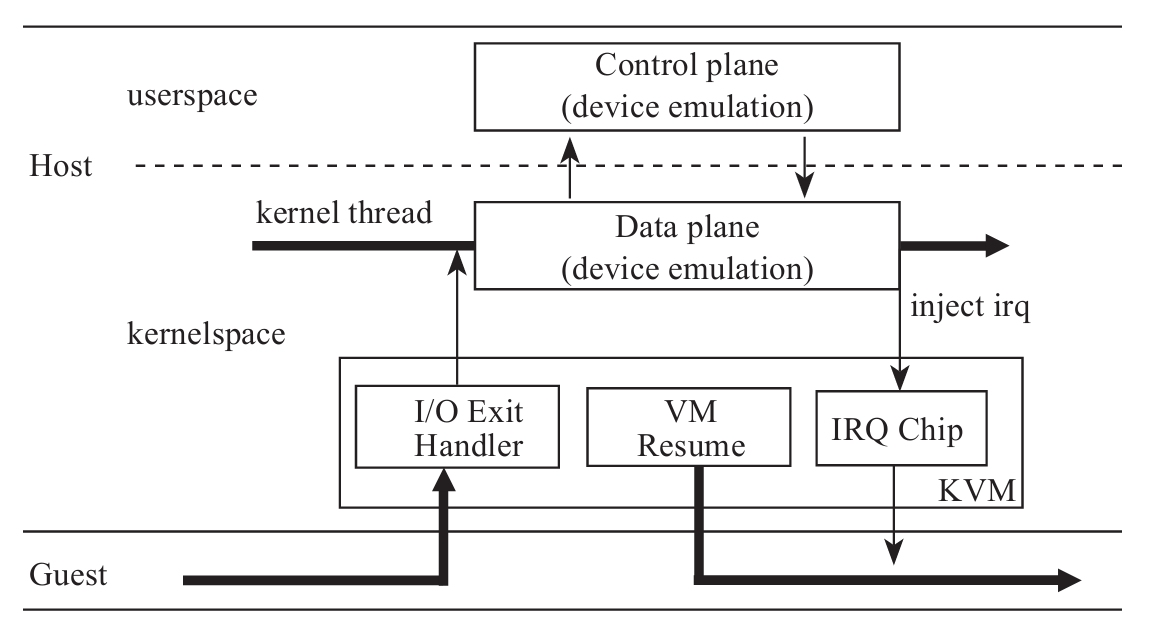 Control plane
(device emulation)
userspace
Host
kernel thread
Data plane
(device emulation)
inject irq
kernelspace
I/O Exit
Handler
VM
Resume
IRQ Chip
KVM
Guest